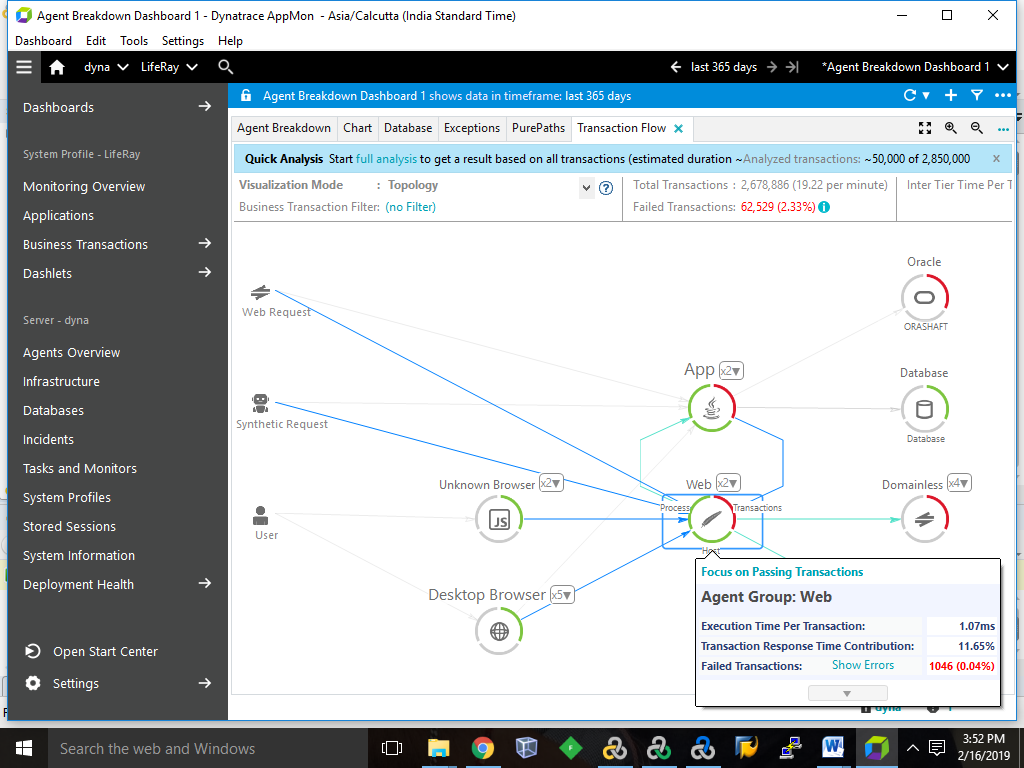 Agent Breakdown Dashboard 1 - Dynatrace AppMon - Asia/Calcutta (India Standard Time)
Dashboard Edit Tools Settings Help
dyna LifeRay last 365 days *Agent Breakdown Dashboard 1
Dashboards
System Profile - LifeRay
Monitoring Overview
Applications
Business Transactions
Dashlets
Server - dyna
Agents Overview
Infrastructure
Databases
Incidents
Tasks and Monitors
System Profiles
Stored Sessions
System Information
Deployment Health
Open Start Center
Settings
Agent Breakdown Dashboard 1 shows data in timeframe: last 365 days
Agent Breakdown Chart Database Exceptions PurePaths Transaction Flow
Quick Analysis Start full analysis to get a result based on all transactions (estimated duration ~Analyzed transactions: ~50,000 of 2,850,000
Visualization Mode : Topology
Business Transaction Filter: (no Filter)
Total Transactions : 2,678,886 (19.22 per minute)
Failed Transactions: 62,529 (2.33%)
Inter Tier Time Per T
Oracle
ORASHAFT
Web Request
App x2
Database
Database
Synthetic Request
Unknown Browser x2
JS
Web x2
Process Transactions
Host
Domainless x4
User
Desktop Browser x5
Focus on Passing Transactions
Agent Group: Web
Execution Time Per Transaction: 1.07ms
Transaction Response Time Contribution: 11.65%
Failed Transactions: Show Errors 1046 (0.04%)
dyna
Search the web and Windows
3:52 PM
2/16/2019